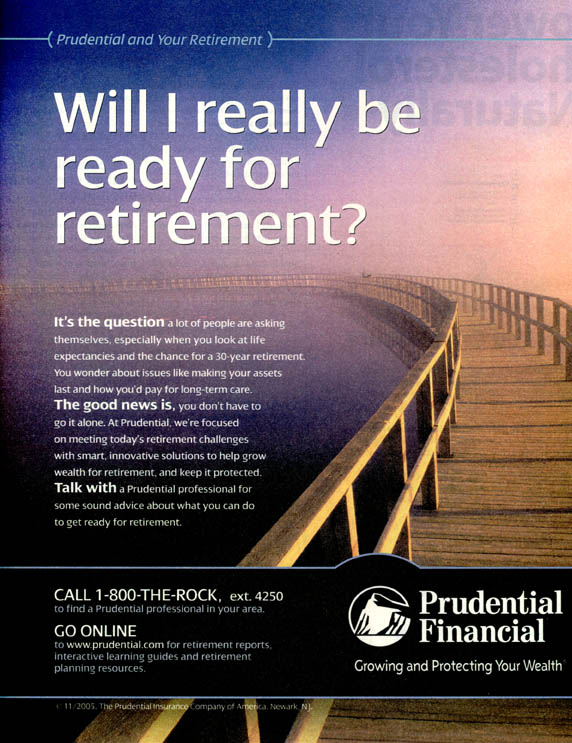 Prudential and Your Retirement
Will I really be
ready for
retirement?
It's the question a lot of people are asking
themselves, especially when you look at life
expectancies and the chance for a 30-year retirement.
You wonder about issues like making your assets
last and how you'd pay for long-term care.
The good news is, you don't have to
go it alone. At Prudential, we're focused
on meeting today's retirement challenges
with smart, innovative solutions to help grow
wealth for retirement, and keep it protected.
Talk with a Prudential professional for
some sound advice about what you can do
to get ready for retirement.
CALL 1-800-THE-ROCK, ext. 4250
to find a Prudential professional in your area.
GO ONLINE
to www.prudential.com for retirement reports,
interactive learning guides and retirement
planning resources.
Prudential
Financial
Growing and Protecting Your Wealth
© 11/2005. The Prudential Insurance Company of America, Newark, NJ.